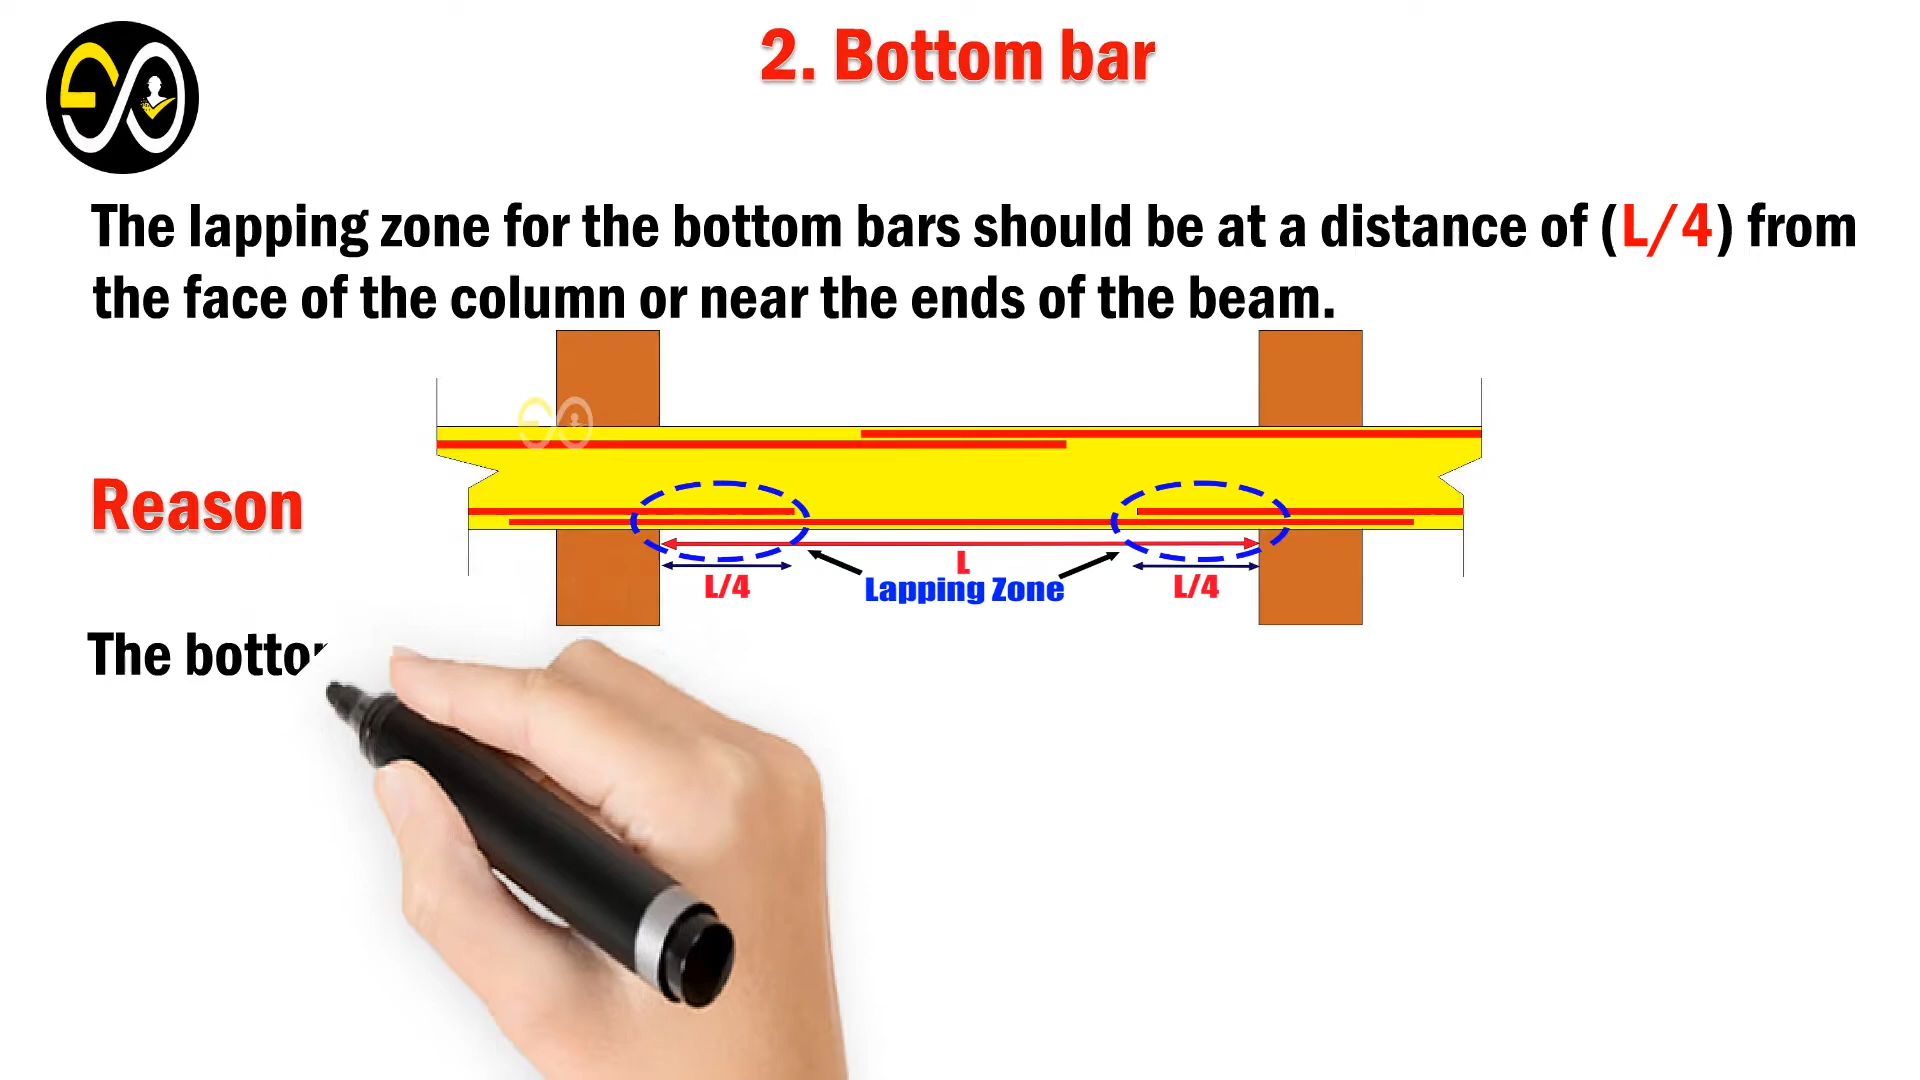 2. Bottom bar
The lapping zone for the bottom bars should be at a distance of (L/4) from
the face of the column or near the ends of the beam.
Reason
L
L/4
Lapping Zone
L/4
The bottor